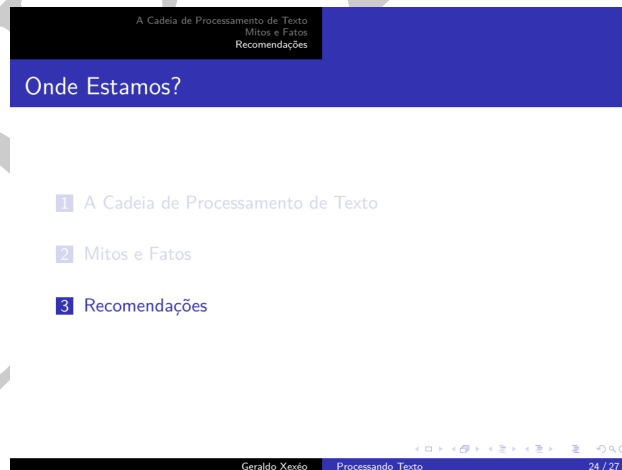 A Cadeia de Processamento de Texto
Mitos e Fatos
Recomendações
Onde Estamos?
1 A Cadeia de Processamento de Texto
2 Mitos e Fatos
3 Recomendações
Geraldo Xexéo Processando Texto 24 / 27